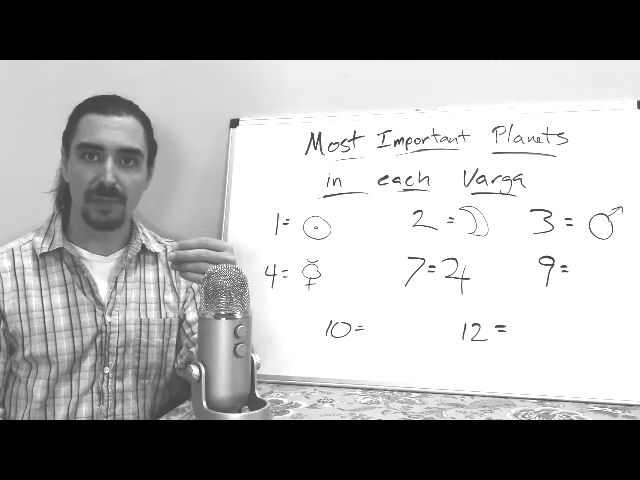 Most Important Planets
in each Varga
1= ☉ 2=☽ 3=♂
4=☿ 7=♃ 9=
10= 12=